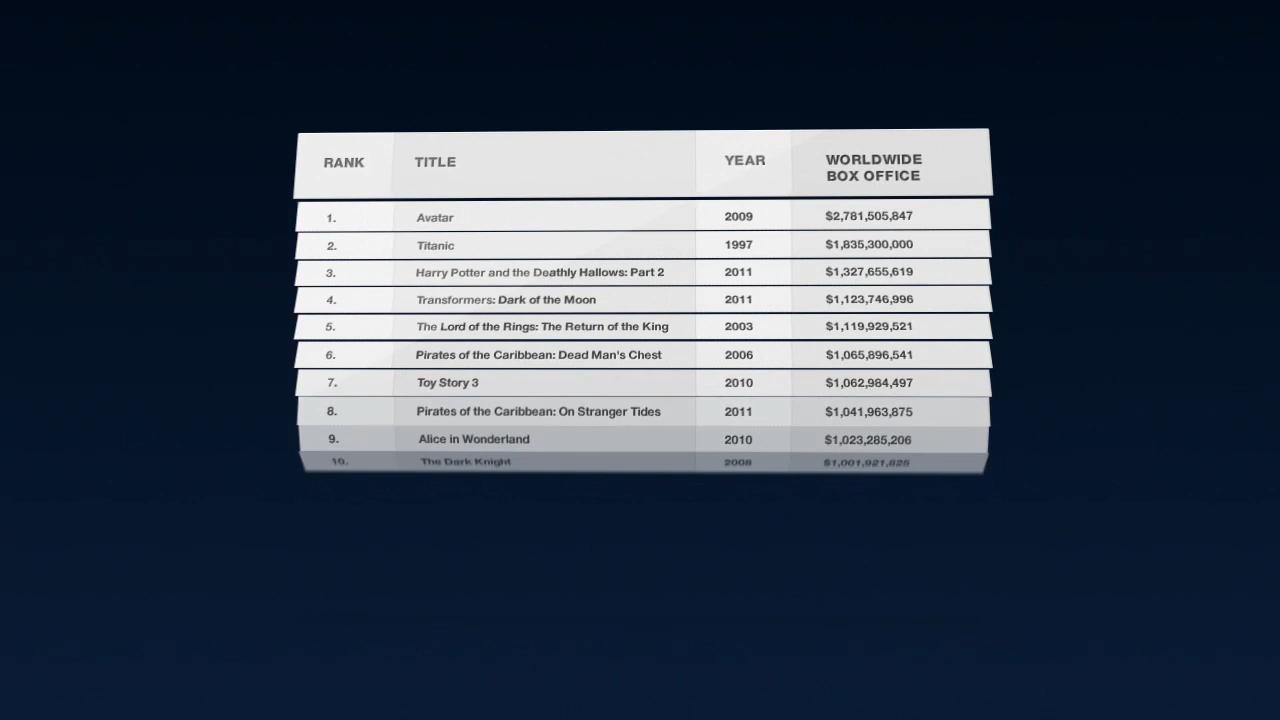 RANK TITLE YEAR WORLDWIDE
BOX OFFICE
1. Avatar 2009 $2,781,505,847
2. Titanic 1997 $1,835,300,000
3. Harry Potter and the Deathly Hallows: Part 2 2011 $1,327,655,619
4. Transformers: Dark of the Moon 2011 $1,123,746,996
5. The Lord of the Rings: The Return of the King 2003 $1,119,929,521
6. Pirates of the Caribbean: Dead Man's Chest 2006 $1,065,896,541
7. Toy Story 3 2010 $1,062,984,497
8. Pirates of the Caribbean: On Stranger Tides 2011 $1,041,963,875
9. Alice in Wonderland 2010 $1,023,285,206
10. The Dark Knight 2008 $1,001,921,825